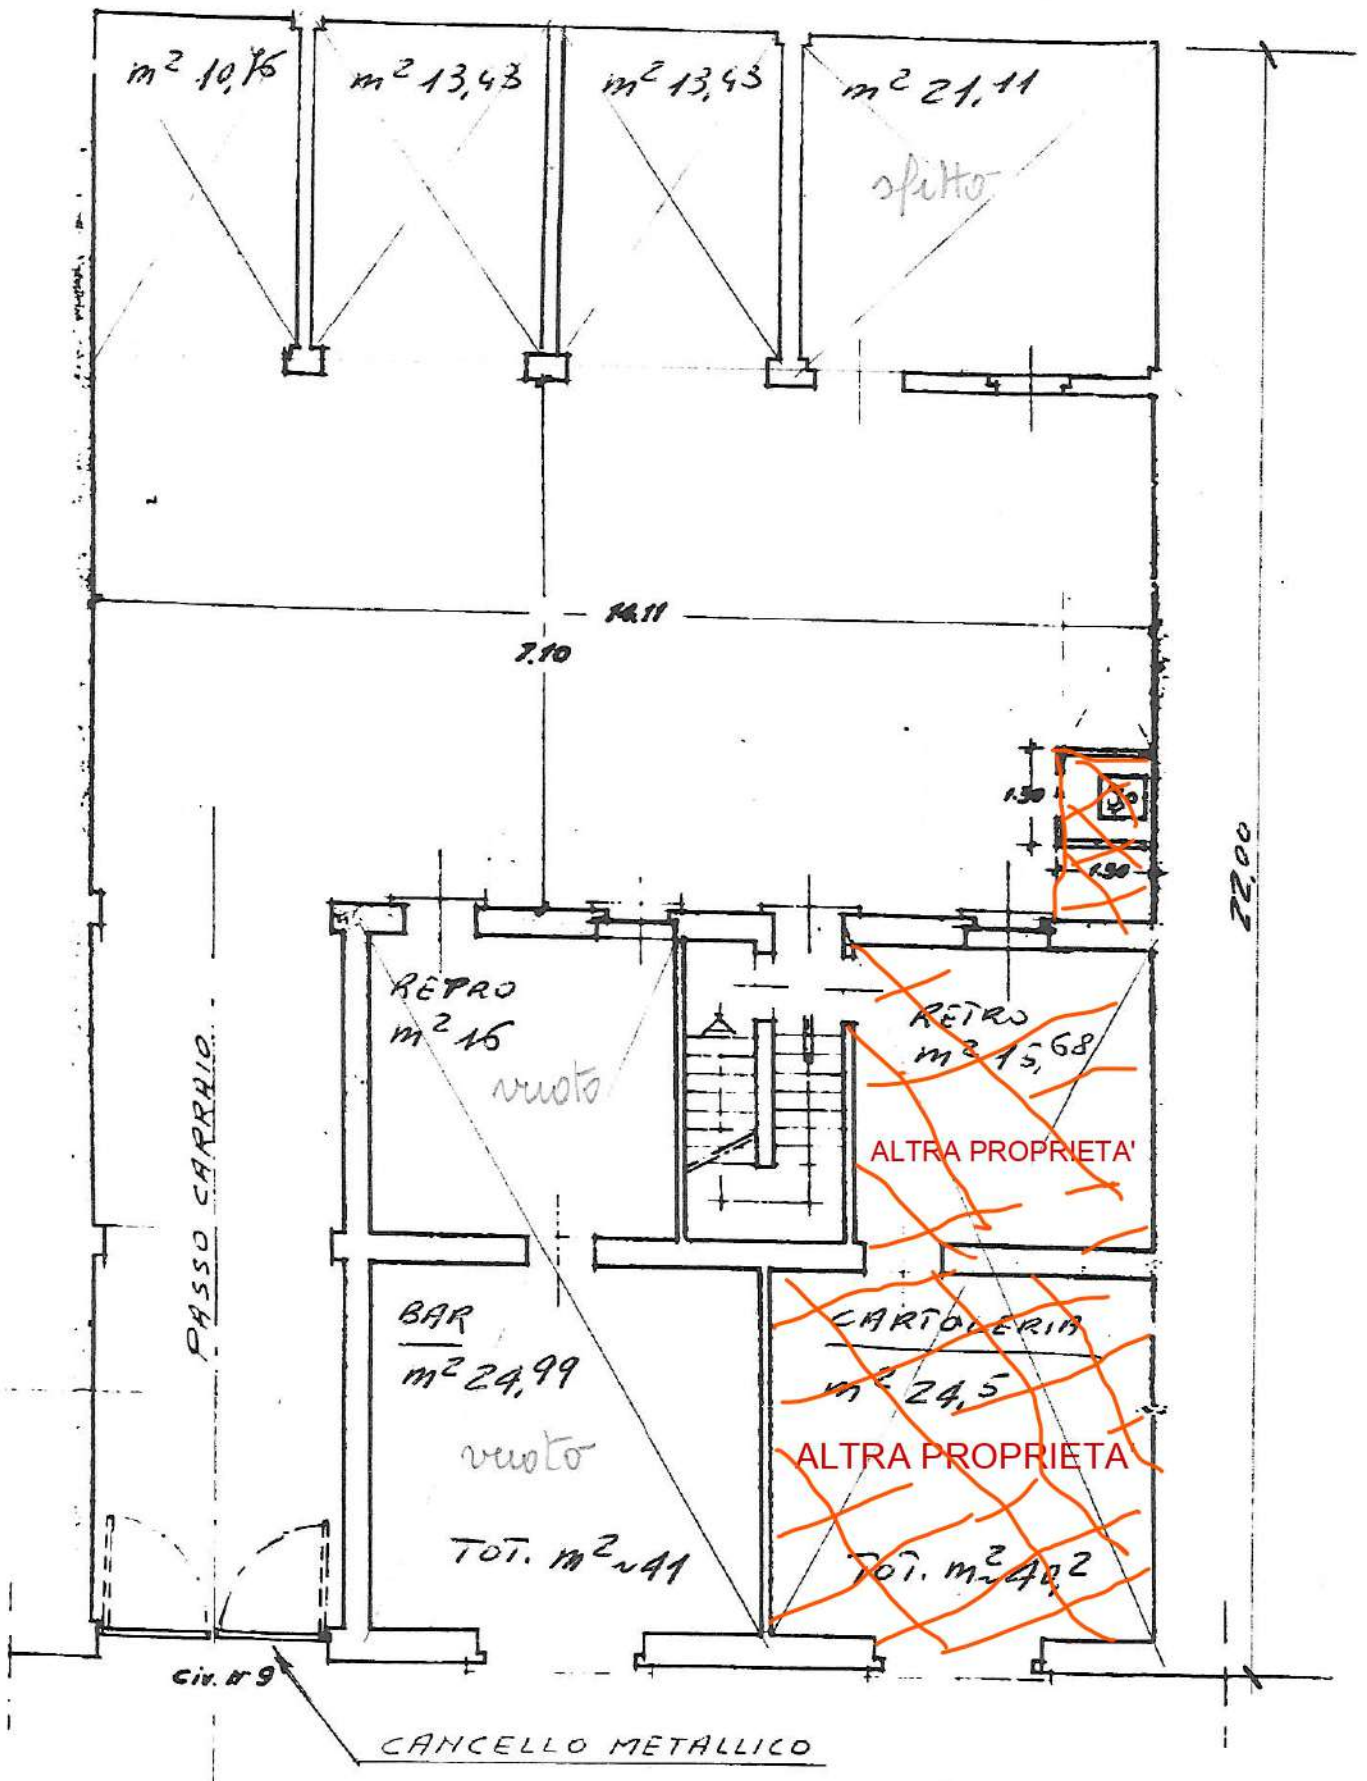 m² 10,76
m² 13,43
m² 13,43
m² 21,11
sfitto
14.11
7.10
1.50
1.50
22,00
RETRO
m² 16
vuoto
RETRO
m² 15,68
ALTRA PROPRIETA'
PASSO CARRAIO.
BAR
m² 24,99
vuoto
TOT. m² ~41
CARTOLERIA
m² 24,5
ALTRA PROPRIETA
TOT. m² ~40,2
Civ. N 9
CANCELLO METALLICO